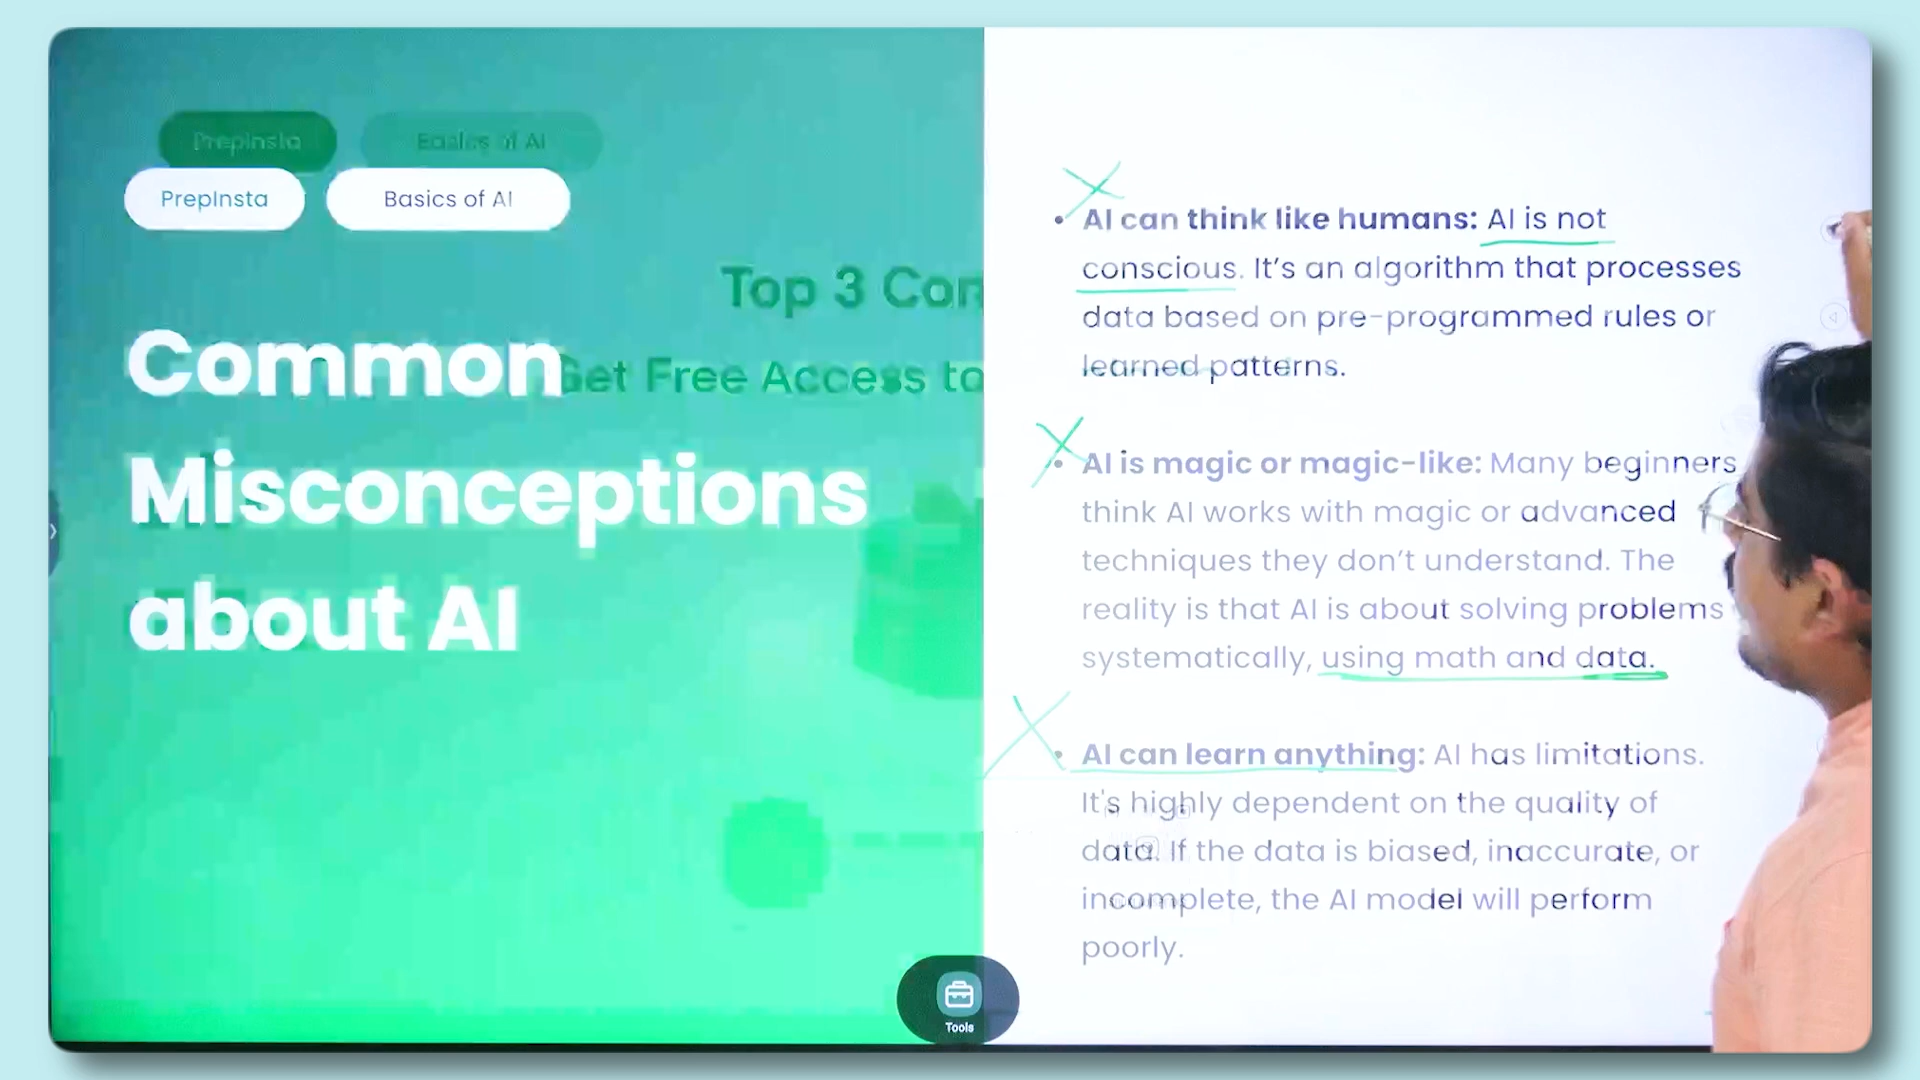 PrepInsta
Basics of AI
PrepInsta
Basics of AI
Top 3
Get Free Access to
Common
Misconceptions
about AI
• AI can think like humans: AI is not
conscious. It’s an algorithm that processes
data based on pre-programmed rules or
learned patterns.
• AI is magic or magic-like: Many beginners
think AI works with magic or advanced
techniques they don’t understand. The
reality is that AI is about solving problems
systematically, using math and data.
• AI can learn anything: AI has limitations.
It's highly dependent on the quality of
data. If the data is biased, inaccurate, or
incomplete, the AI model will perform
poorly.
Tools